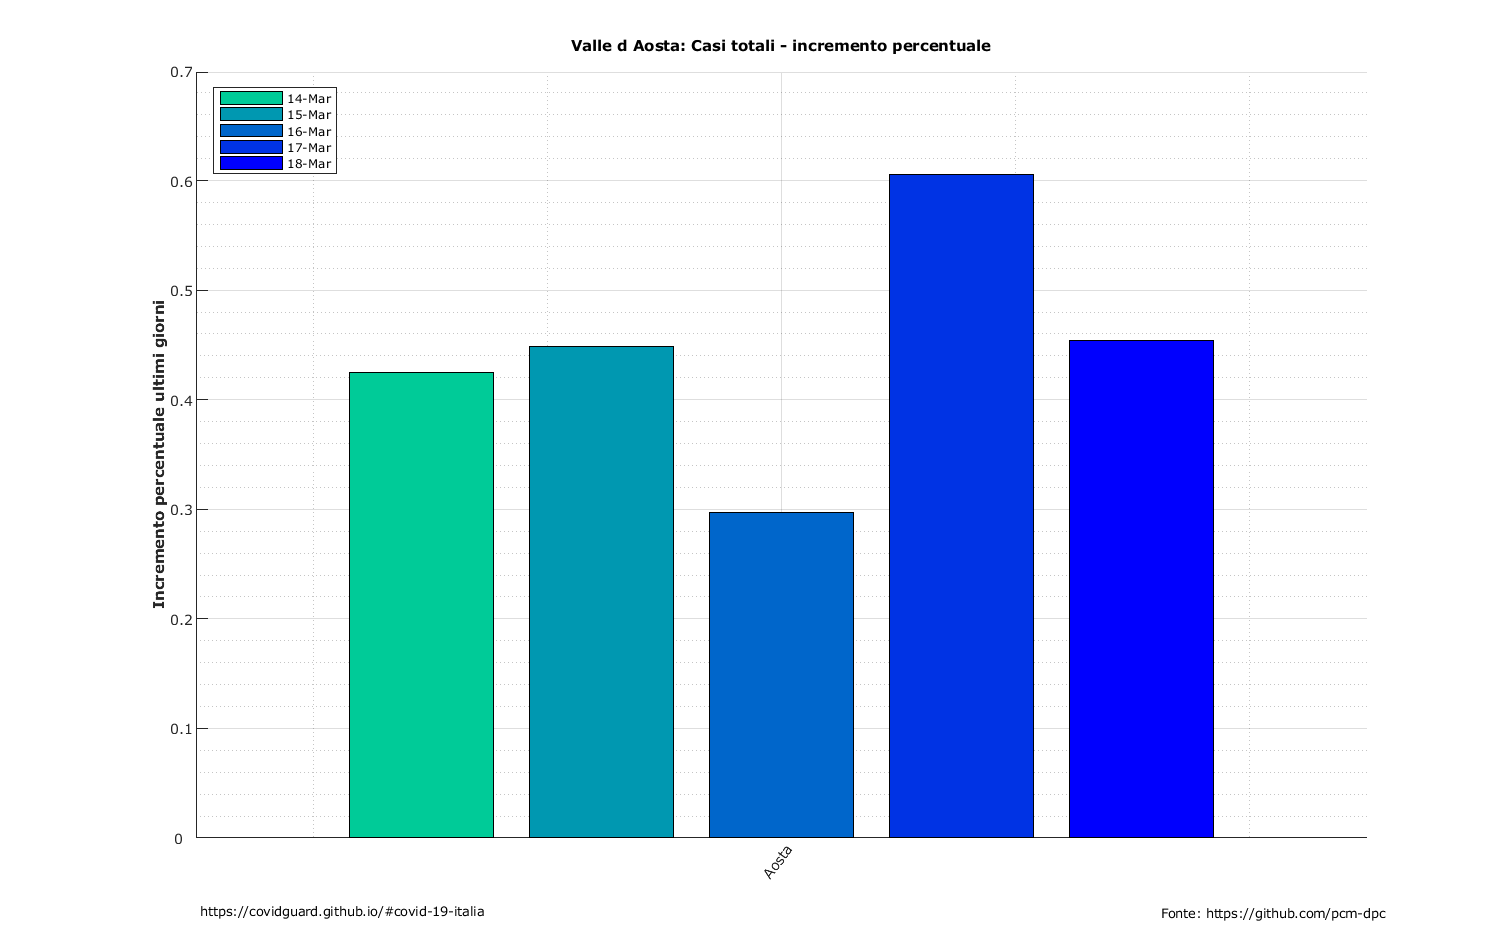 Valle d Aosta: Casi totali - incremento percentuale
14-Mar
15-Mar
16-Mar
17-Mar
18-Mar
0.7
0.6
0.5
0.4
0.3
0.2
0.1
0
Incremento percentuale ultimi giorni
Aosta
https://covidguard.github.io/#covid-19-italia
Fonte: https://github.com/pcm-dpc